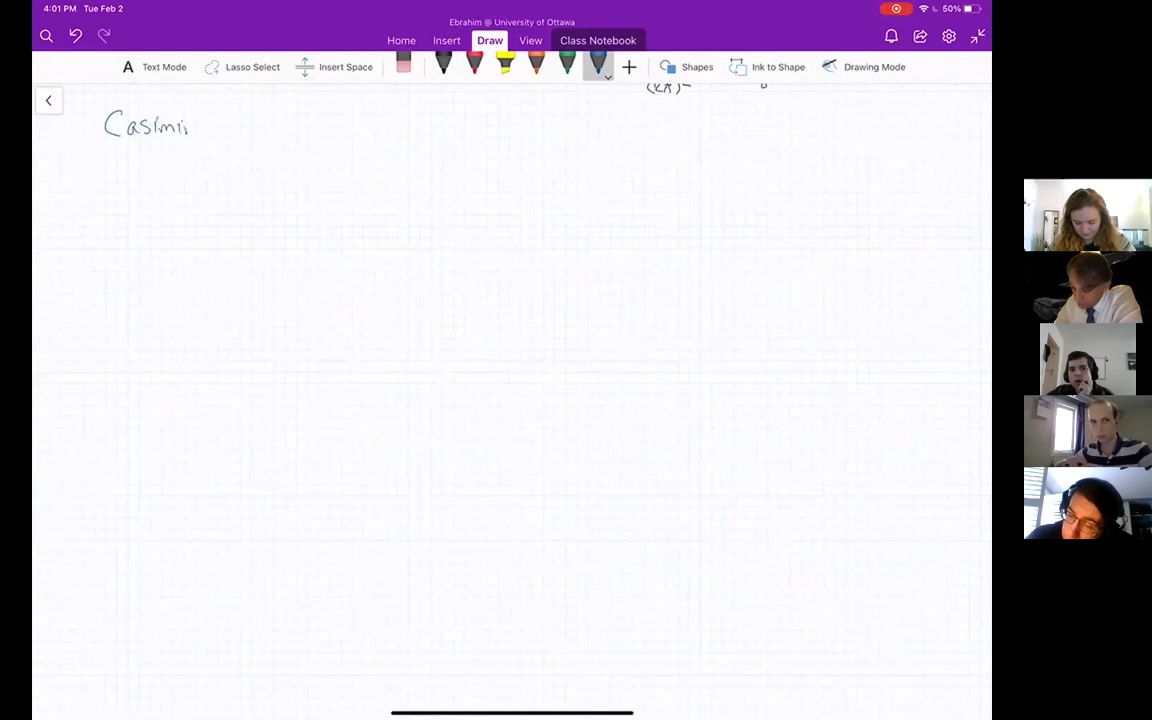 4:01 PM Tue Feb 2
50%
Ebrahim @ University of Ottawa
Home Insert Draw View Class Notebook
Text Mode Lasso Select Insert Space Shapes Ink to Shape Drawing Mode
Casimi